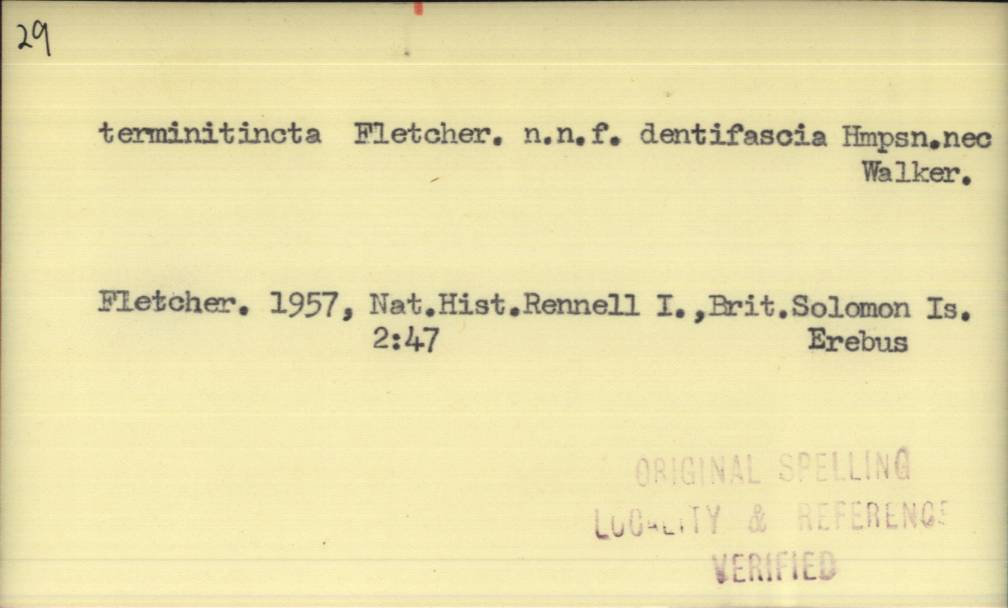 29
terminitincta Fletcher. n.n.f. dentifascia Hmpsn.nec
Walker.
Fletcher. 1957, Nat.Hist.Rennell I.,Brit.Solomon Is.
2:47 Erebus
ORIGINAL SPELLING
LOCALITY & REFERENCE
VERIFIED